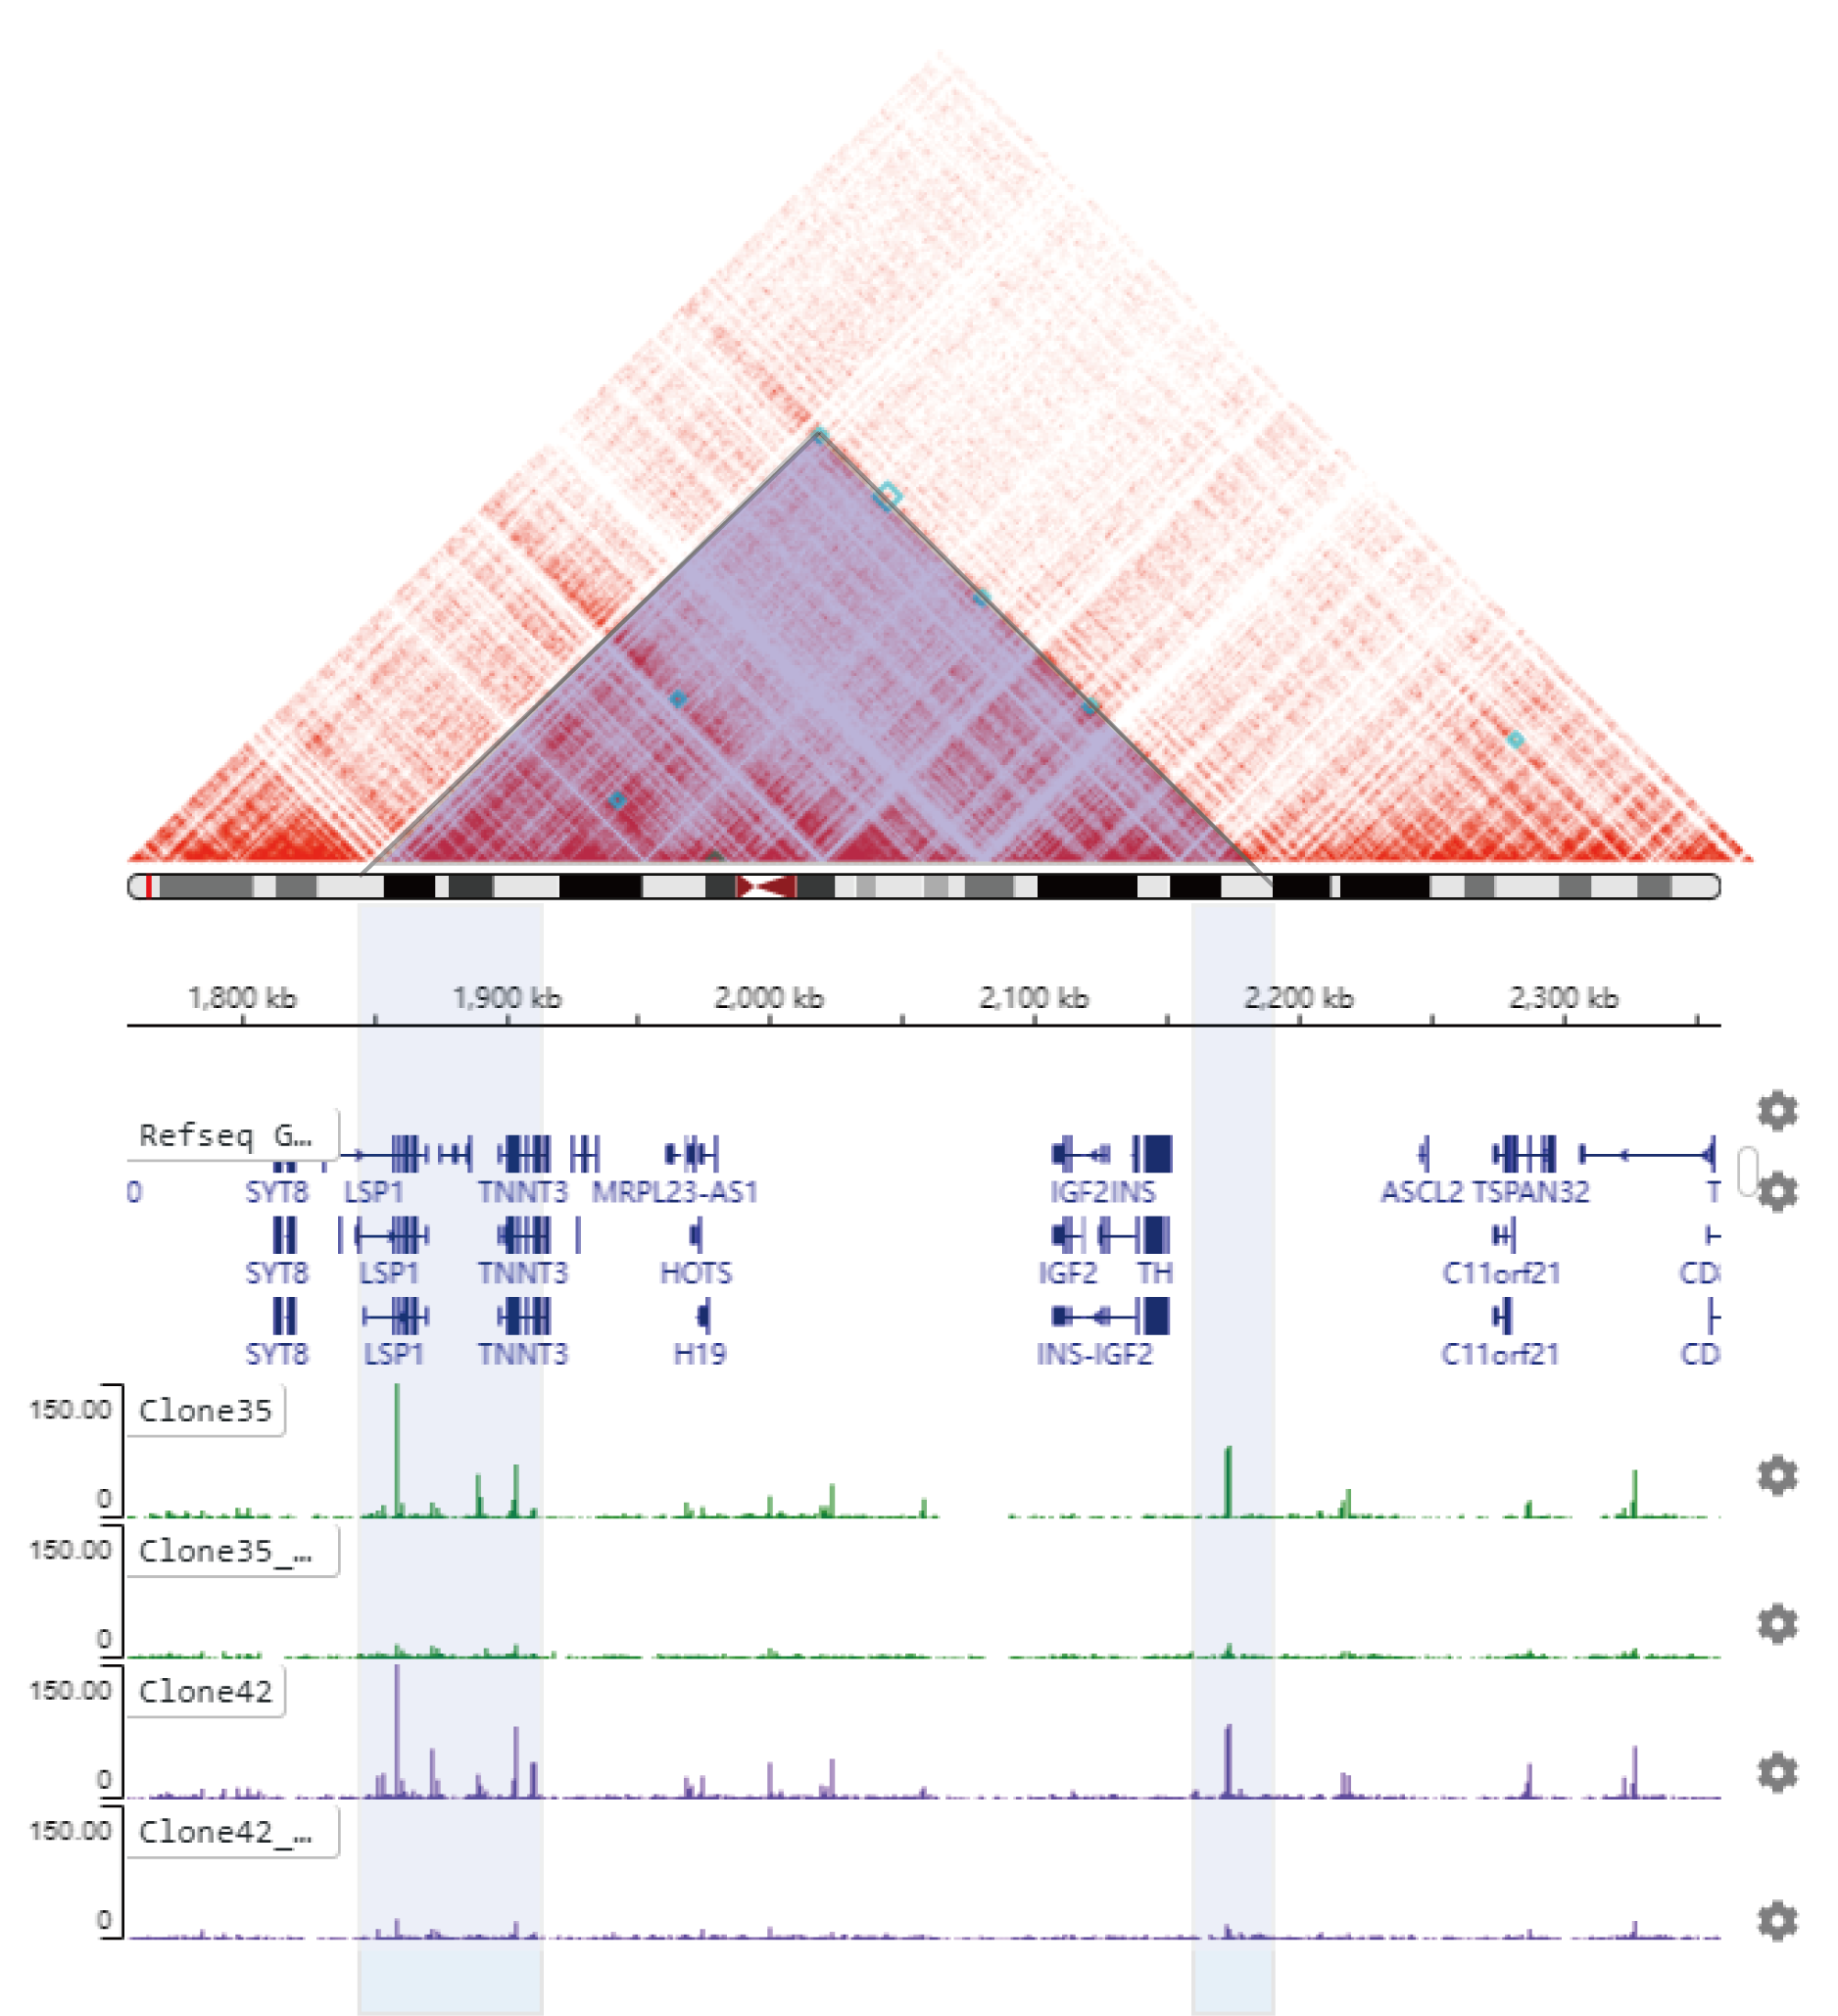 1,800 kb 1,900 kb 2,000 kb 2,100 kb 2,200 kb 2,300 kb
Refseq G…
0 SYT8 LSP1 TNNT3 MRPL23-AS1 IGF2 INS ASCL2 TSPAN32 T
SYT8 LSP1 TNNT3 HOTS IGF2 TH C11orf21 CD
SYT8 LSP1 TNNT3 H19 INS-IGF2 C11orf21 CD
150.00 Clone35
0
150.00 Clone35_…
0
150.00 Clone42
0
150.00 Clone42_…
0